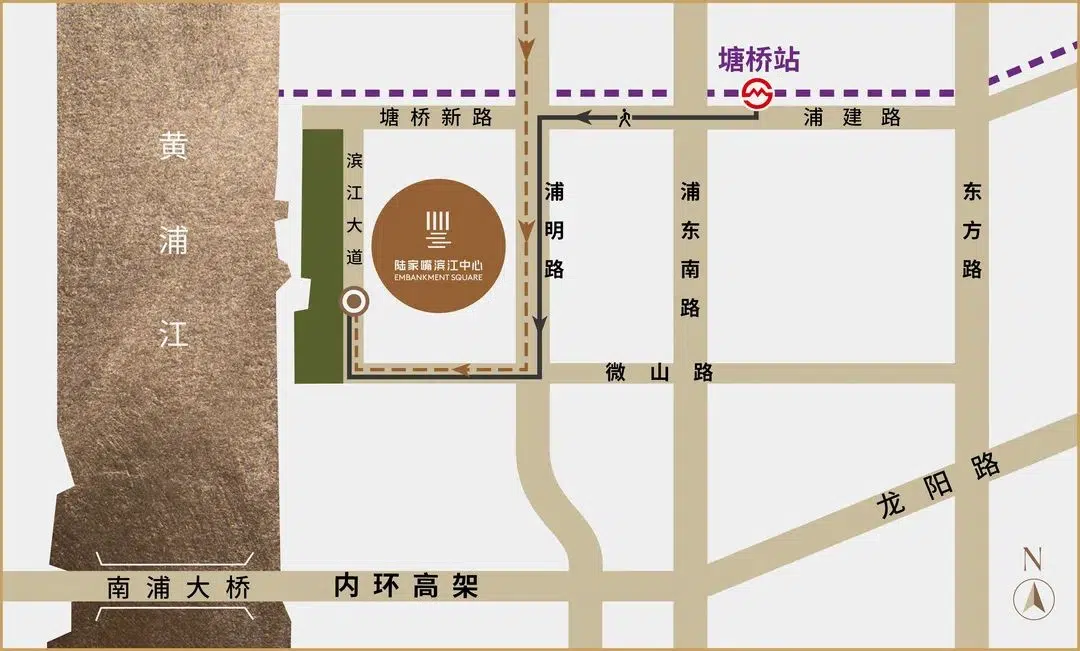 塘桥站
塘桥新路
浦建路
黄浦江
滨江大道
陆家嘴滨江中心
EMBANKMENT SQUARE
浦明路
浦东南路
东方路
微山路
龙阳路
南浦大桥
内环高架
N